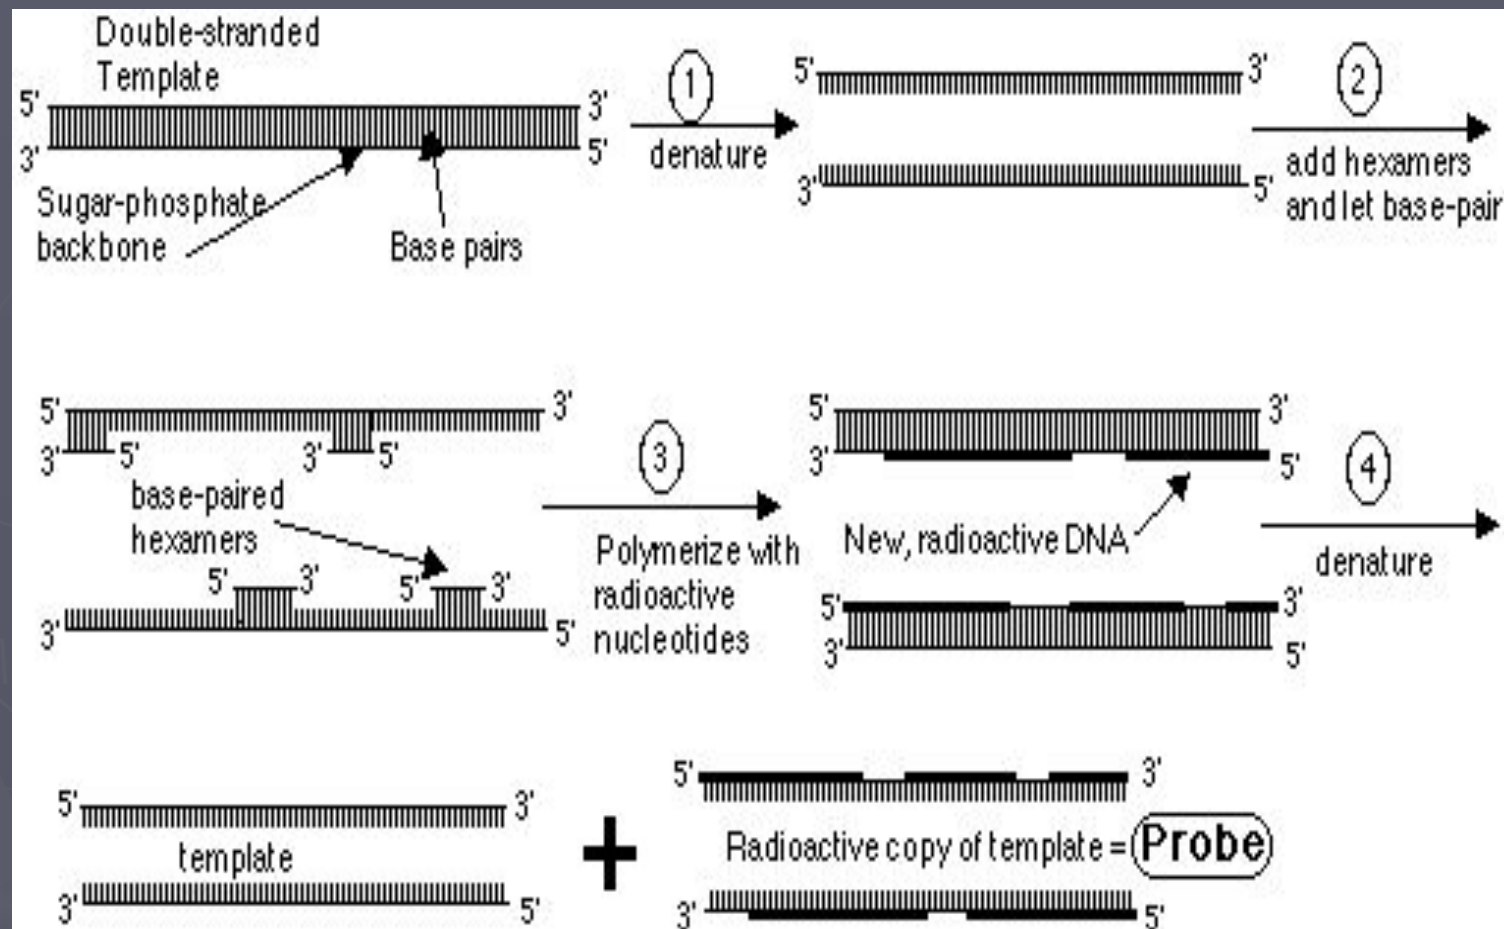 Double-stranded
Template
5'
3'
3'
5'
Sugar-phosphate
backbone
Base pairs
1
denature
5'
3'
3'
5'
2
add hexamers
and let base-pair
5'
3'
3'
5'
3'
5'
base-paired
hexamers
5'
3'
5'
3'
3'
5'
3
Polymerize with
radioactive
nucleotides
5'
3'
3'
5'
New, radioactive DNA
5'
3'
3'
5'
4
denature
5'
3'
template
3'
5'
+
5'
3'
Radioactive copy of template = Probe
3'
5'